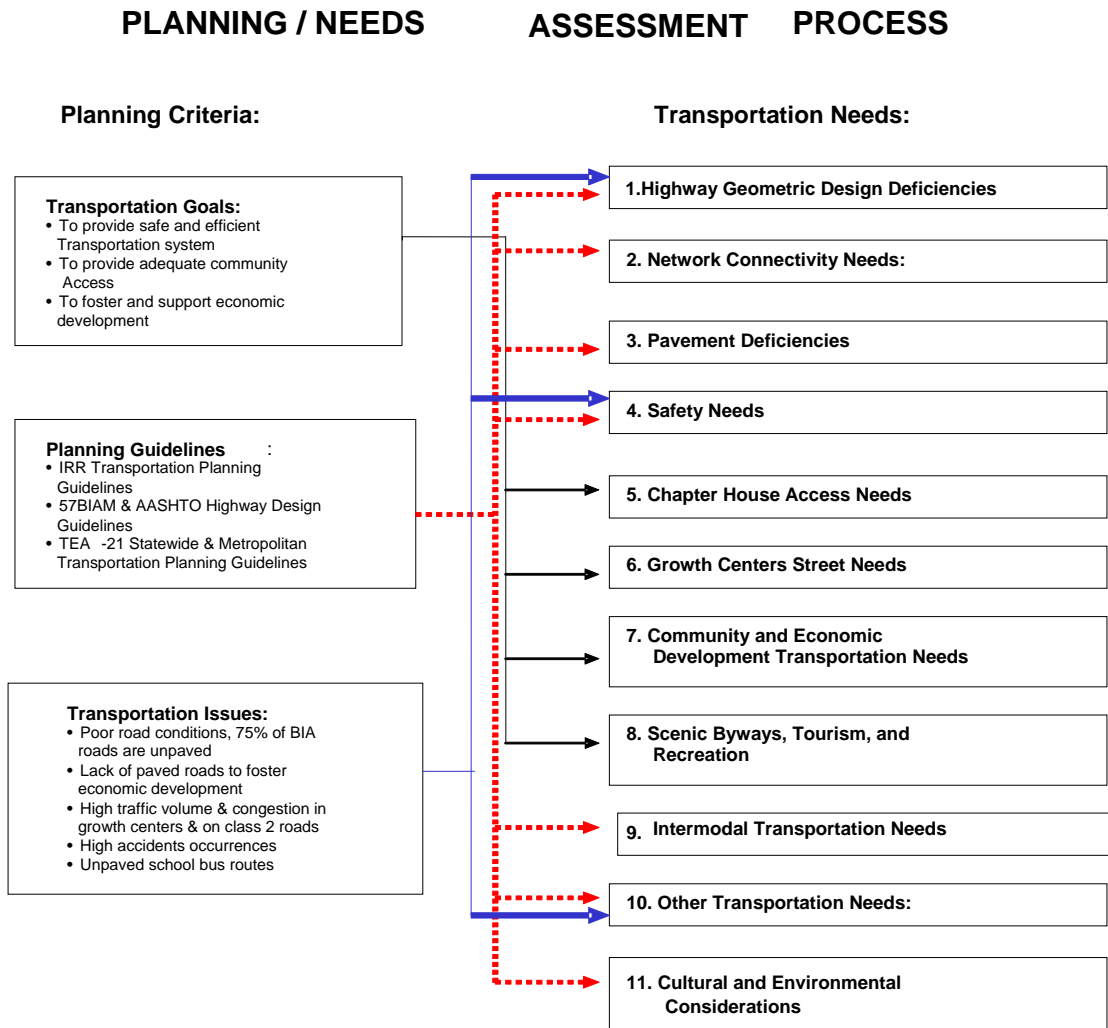 PLANNING / NEEDS ASSESSMENT PROCESS
Planning Criteria:
Transportation Goals:
• To provide safe and efficient
Transportation system
• To provide adequate community
Access
• To foster and support economic
development
Planning Guidelines :
• IRR Transportation Planning
Guidelines
• 57BIAM & AASHTO Highway Design
Guidelines
• TEA -21 Statewide & Metropolitan
Transportation Planning Guidelines
Transportation Issues:
• Poor road conditions, 75% of BIA
roads are unpaved
• Lack of paved roads to foster
economic development
• High traffic volume & congestion in
growth centers & on class 2 roads
• High accidents occurrences
• Unpaved school bus routes
Transportation Needs:
1.Highway Geometric Design Deficiencies
2. Network Connectivity Needs:
3. Pavement Deficiencies
4. Safety Needs
5. Chapter House Access Needs
6. Growth Centers Street Needs
7. Community and Economic
Development Transportation Needs
8. Scenic Byways, Tourism, and
Recreation
9. Intermodal Transportation Needs
10. Other Transportation Needs:
11. Cultural and Environmental
Considerations